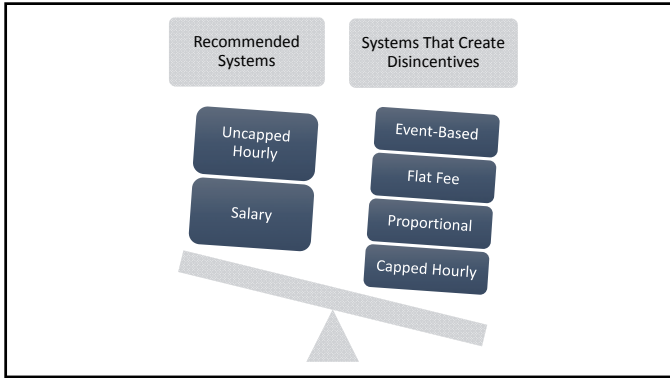 Recommended
Systems
Systems That Create
Disincentives
Uncapped
Hourly
Salary
Event-Based
Flat Fee
Proportional
Capped Hourly